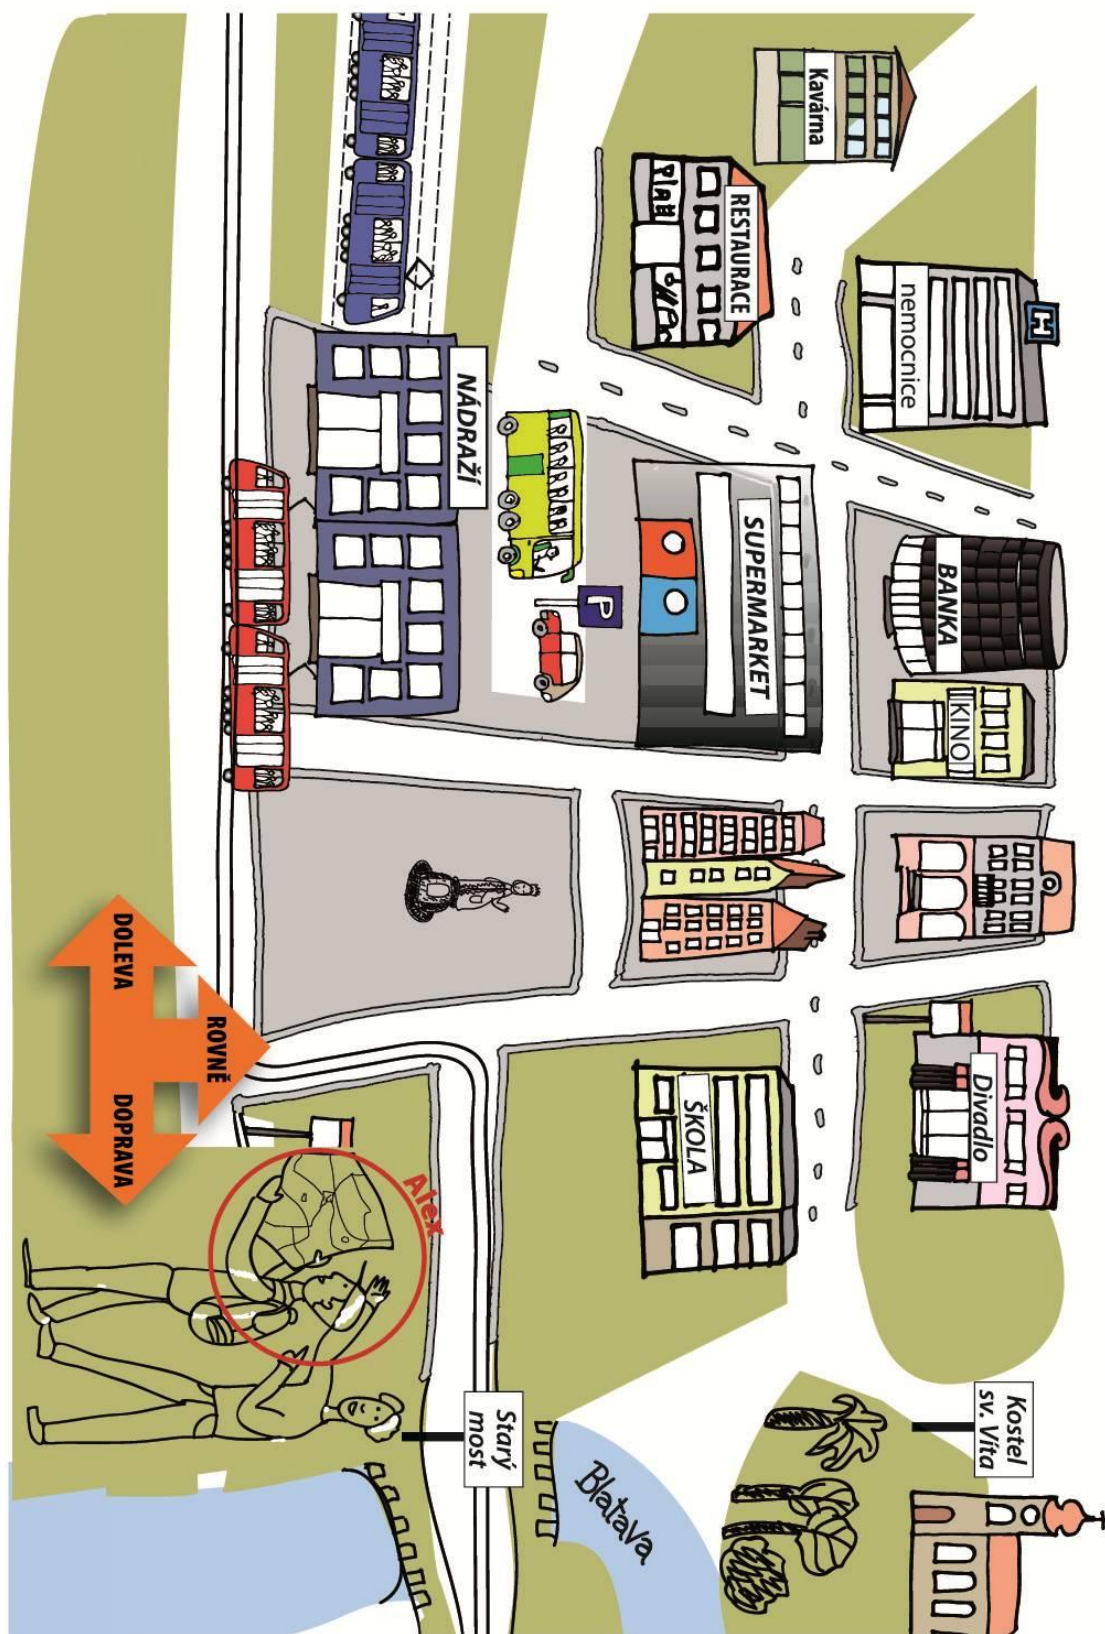 Kavárna
RESTAURACE
H
nemocnice
NÁDRAŽÍ
P
SUPERMARKET
BANKA
KINO
Divadlo
ŠKOLA
Kostel
sv. Víta
Starý
most
Blatava
Alex
DOLEVA
ROVNĚ
DOPRAVA